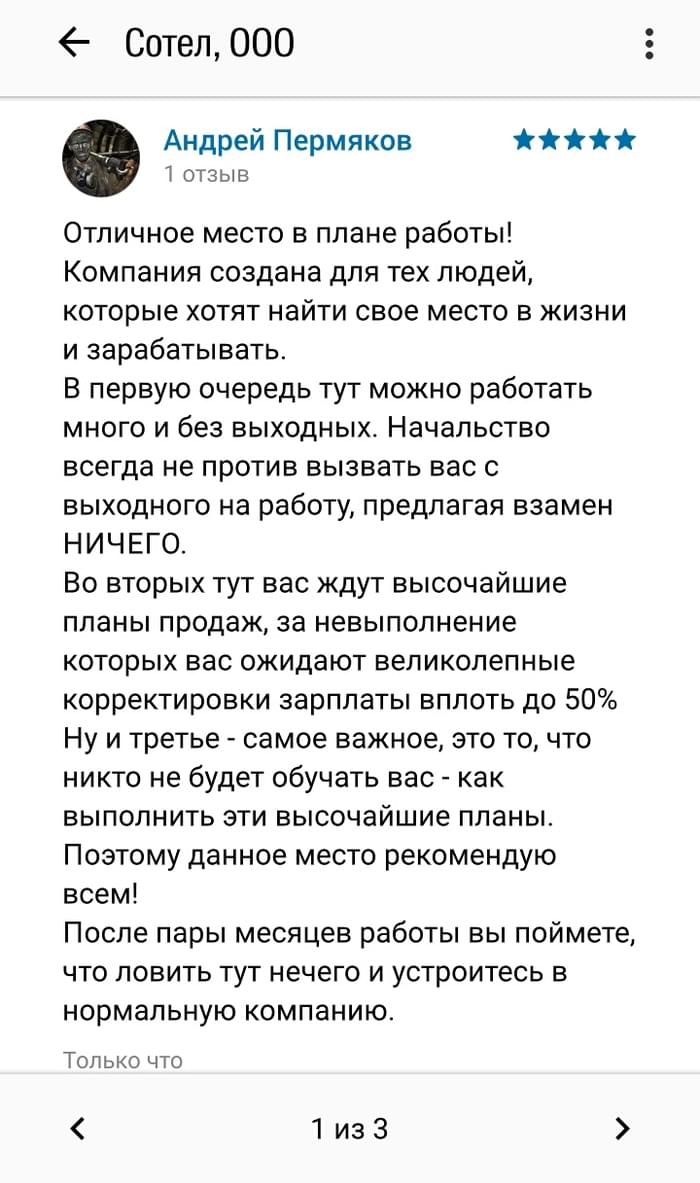 Сотел, ООО
Андрей Пермяков
1 отзыв
Отличное место в плане работы!
Компания создана для тех людей,
которые хотят найти свое место в жизни
и зарабатывать.
В первую очередь тут можно работать
много и без выходных. Начальство
всегда не против вызвать вас с
выходного на работу, предлагая взамен
НИЧЕГО.
Во вторых тут вас ждут высочайшие
планы продаж, за невыполнение
которых вас ожидают великолепные
корректировки зарплаты вплоть до 50%
Ну и третье - самое важное, это то, что
никто не будет обучать вас - как
выполнить эти высочайшие планы.
Поэтому данное место рекомендую
всем!
После пары месяцев работы вы поймете,
что ловить тут нечего и устроитесь в
нормальную компанию.
Только что
1 из 3